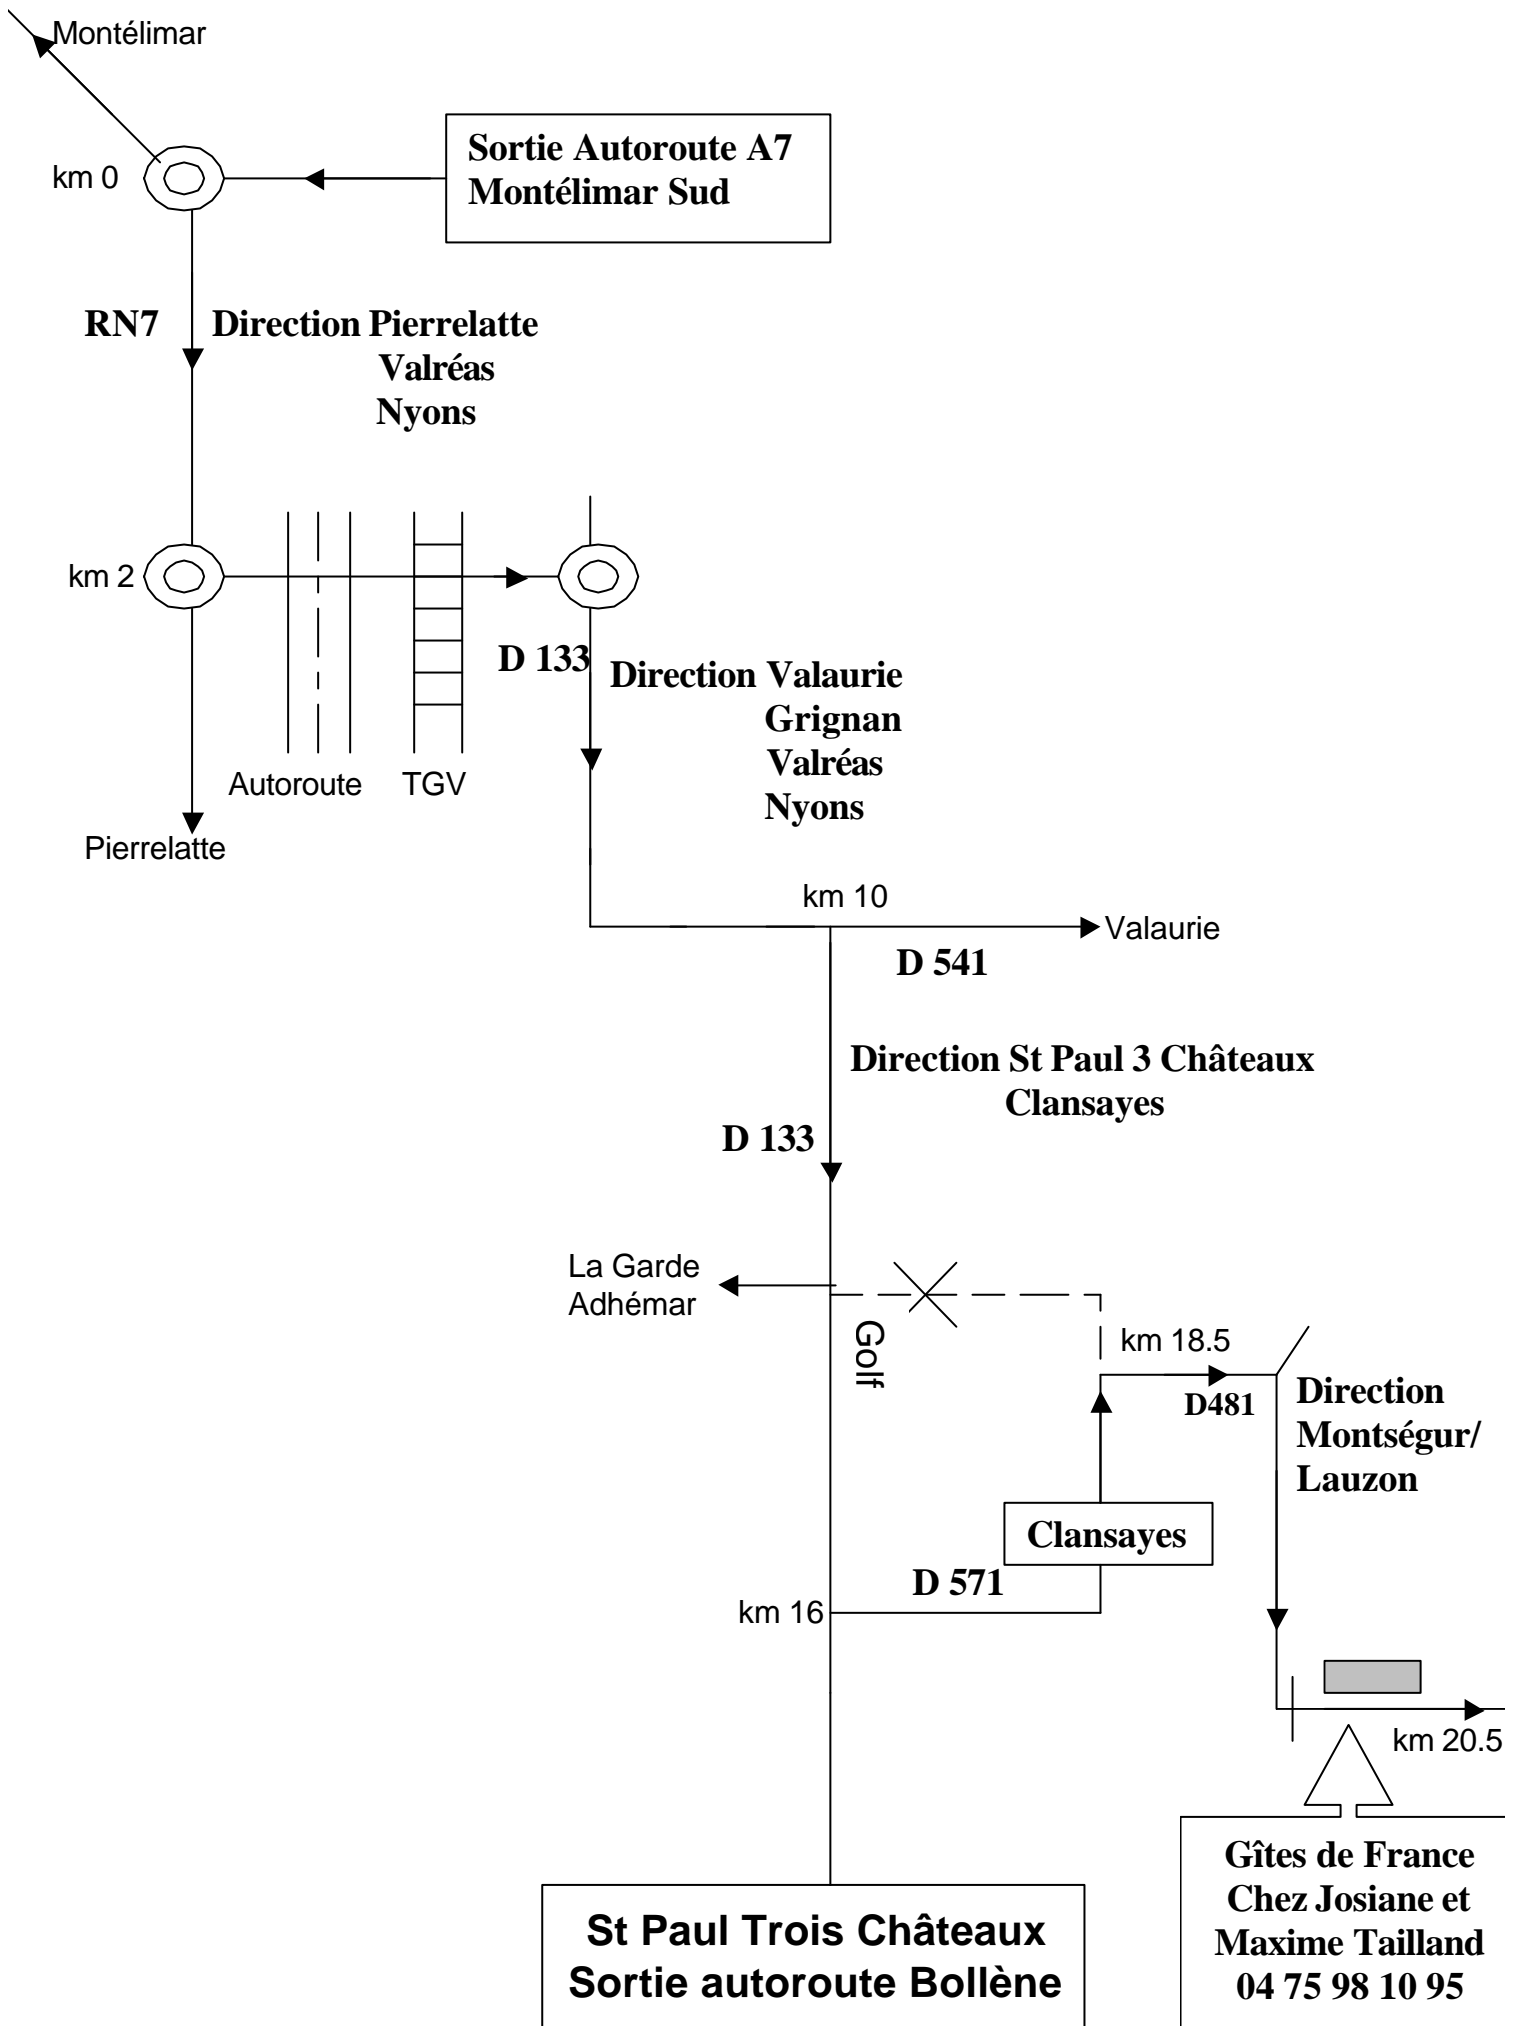 Montélimar
Sortie Autoroute A7
Montélimar Sud
km 0
RN7
Direction Pierrelatte
Valréas
Nyons
km 2
D 133
Direction Valaurie
Grignan
Valréas
Nyons
Autoroute
TGV
Pierrelatte
km 10
Valaurie
D 541
Direction St Paul 3 Châteaux
Clansayes
D 133
La Garde
Adhémar
Golf
km 18.5
D481
Direction
Montségur/
Lauzon
Clansayes
D 571
km 16
km 20.5
Gîtes de France
Chez Josiane et
Maxime Tailland
04 75 98 10 95
St Paul Trois Châteaux
Sortie autoroute Bollène